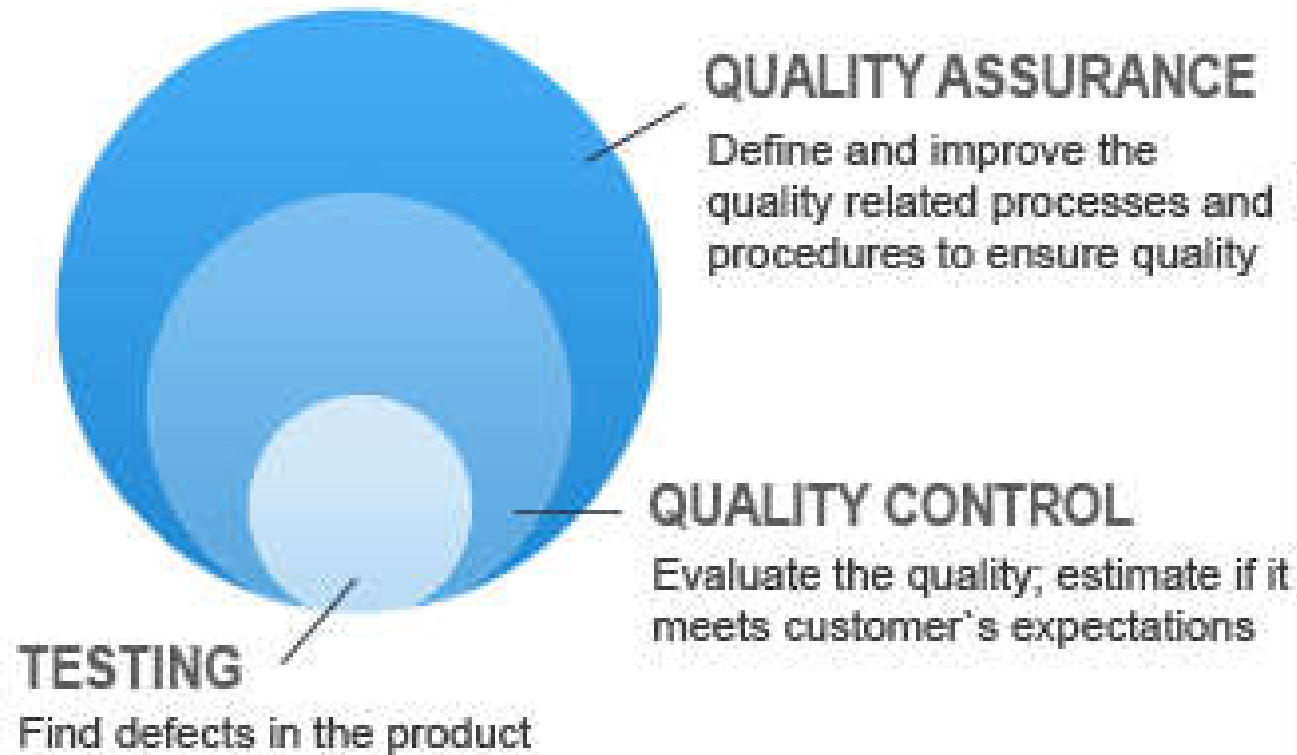 QUALITY ASSURANCE
Define and improve the
quality related processes and
procedures to ensure quality
QUALITY CONTROL
Evaluate the quality; estimate if it
meets customer`s expectations
TESTING
Find defects in the product